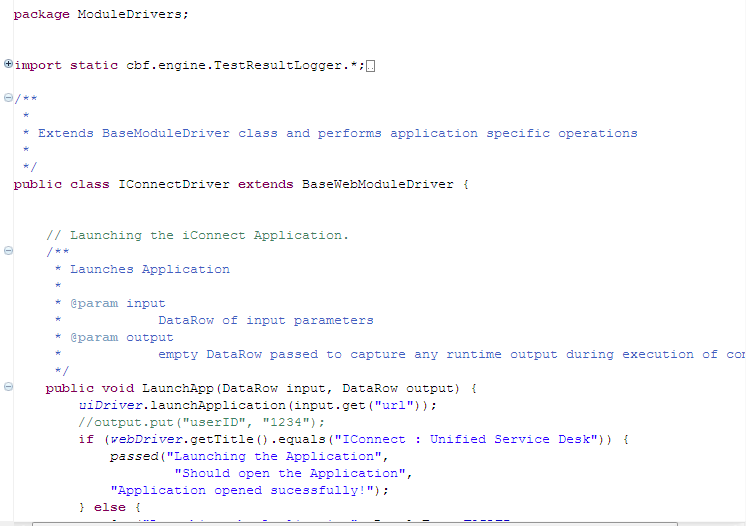 package ModuleDrivers;
import static cbf.engine.TestResultLogger.*;
/**
*
* Extends BaseModuleDriver class and performs application specific operations
*
*/
public class IConnectDriver extends BaseWebModuleDriver {
// Launching the iConnect Application.
/**
* Launches Application
*
* @param input
* DataRow of input parameters
* @param output
* empty DataRow passed to capture any runtime output during execution of
*/
public void LaunchApp(DataRow input, DataRow output) {
uiDriver.launchApplication(input.get("url"));
//output.put("userID", "1234");
if (webDriver.getTitle().equals("IConnect : Unified Service Desk")) {
passed("Launching the Application",
"Should open the Application",
"Application opened sucessfully!");
} else {